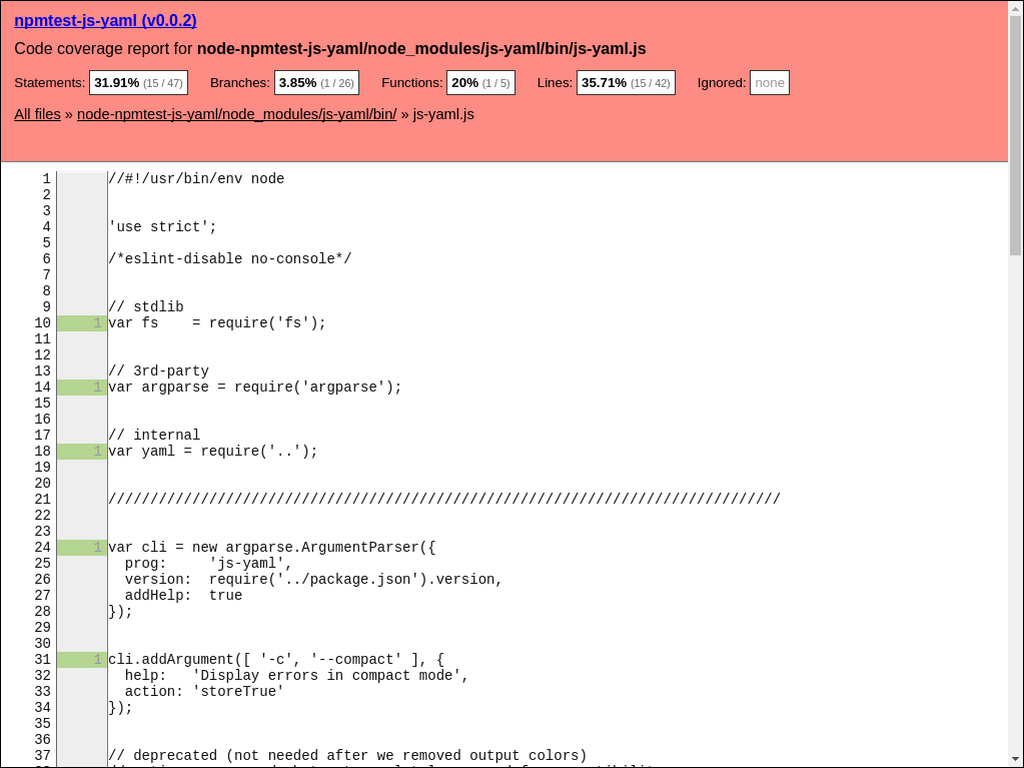 npmtest-js-yaml (v0.0.2)
Code coverage report for node-npmtest-js-yaml/node_modules/js-yaml/bin/js-yaml.js
Statements: 31.91% (15 / 47) Branches: 3.85% (1 / 26) Functions: 20% (1 / 5) Lines: 35.71% (15 / 42) Ignored: none
All files » node-npmtest-js-yaml/node_modules/js-yaml/bin/ » js-yaml.js
1 //#!/usr/bin/env node
2
3
4 'use strict';
5
6 /*eslint-disable no-console*/
7
8
9 // stdlib
10 1 var fs    = require('fs');
11
12
13 // 3rd-party
14 1 var argparse = require('argparse');
15
16
17 // internal
18 1 var yaml = require('..');
19
20
21 ////////////////////////////////////////////////////////////////////////////////
22
23
24 1 var cli = new argparse.ArgumentParser({
25   prog:     'js-yaml',
26   version:  require('../package.json').version,
27   addHelp:  true
28 });
29
30
31 1 cli.addArgument([ '-c', '--compact' ], {
32   help:   'Display errors in compact mode',
33   action: 'storeTrue'
34 });
35
36
37 // deprecated (not needed after we removed output colors)